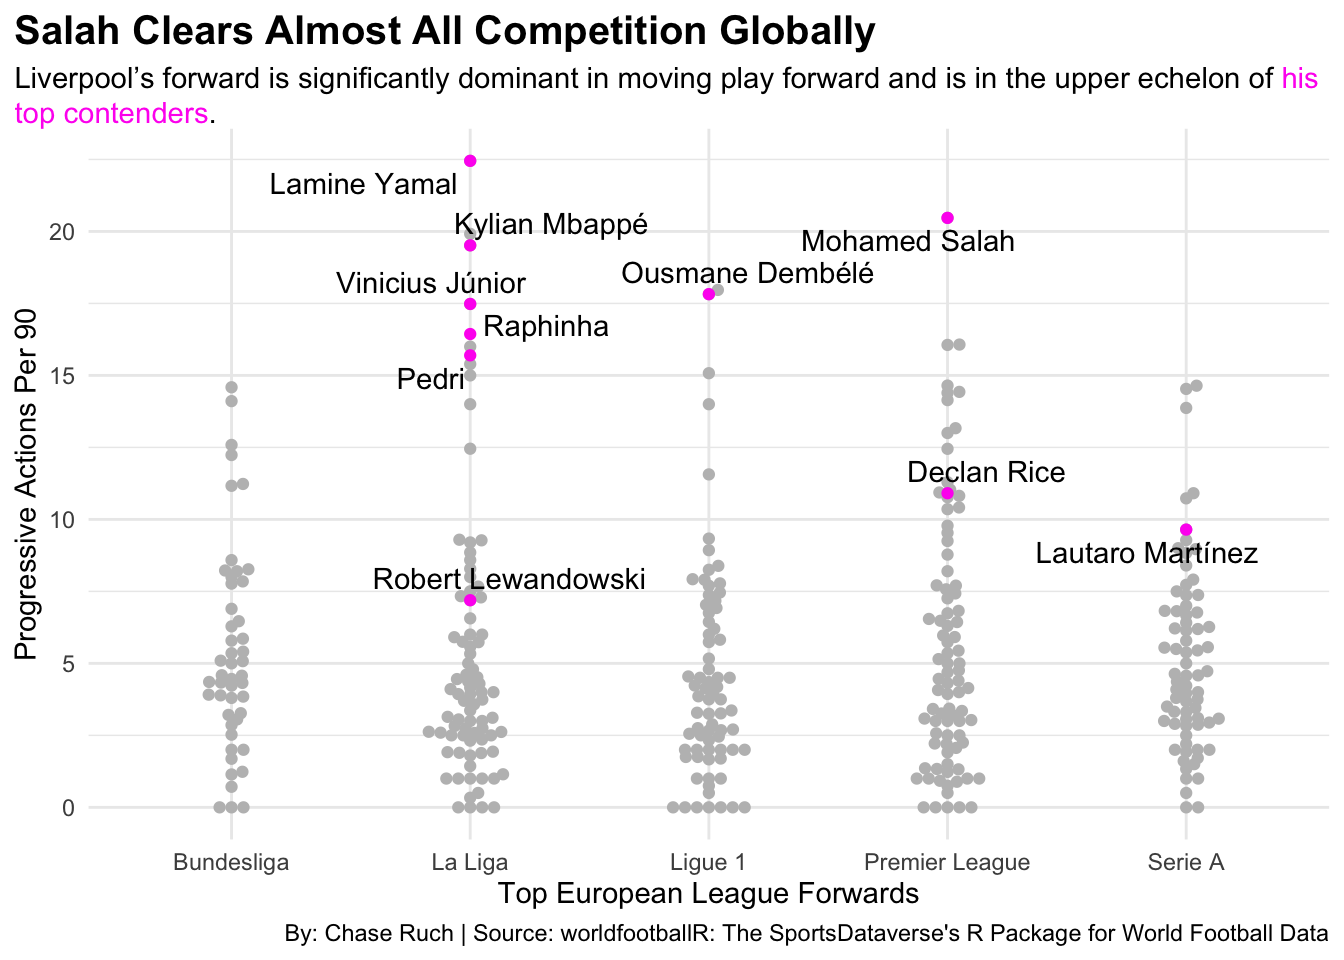 Salah Clears Almost All Competition Globally
Liverpool’s forward is significantly dominant in moving play forward and is in the upper echelon of his
top contenders.
Lamine Yamal
Kylian Mbappé
20
Mohamed Salah
Ousmane Dembélé
Vinicius Júnior
Raphinha
Pedri
15
Progressive Actions Per 90
Declan Rice
10
Lautaro Martínez
Robert Lewandowski
5
0
Bundesliga La Liga Ligue 1 Premier League Serie A
Top European League Forwards
By: Chase Ruch | Source: worldfootballR: The SportsDataverse's R Package for World Football Data